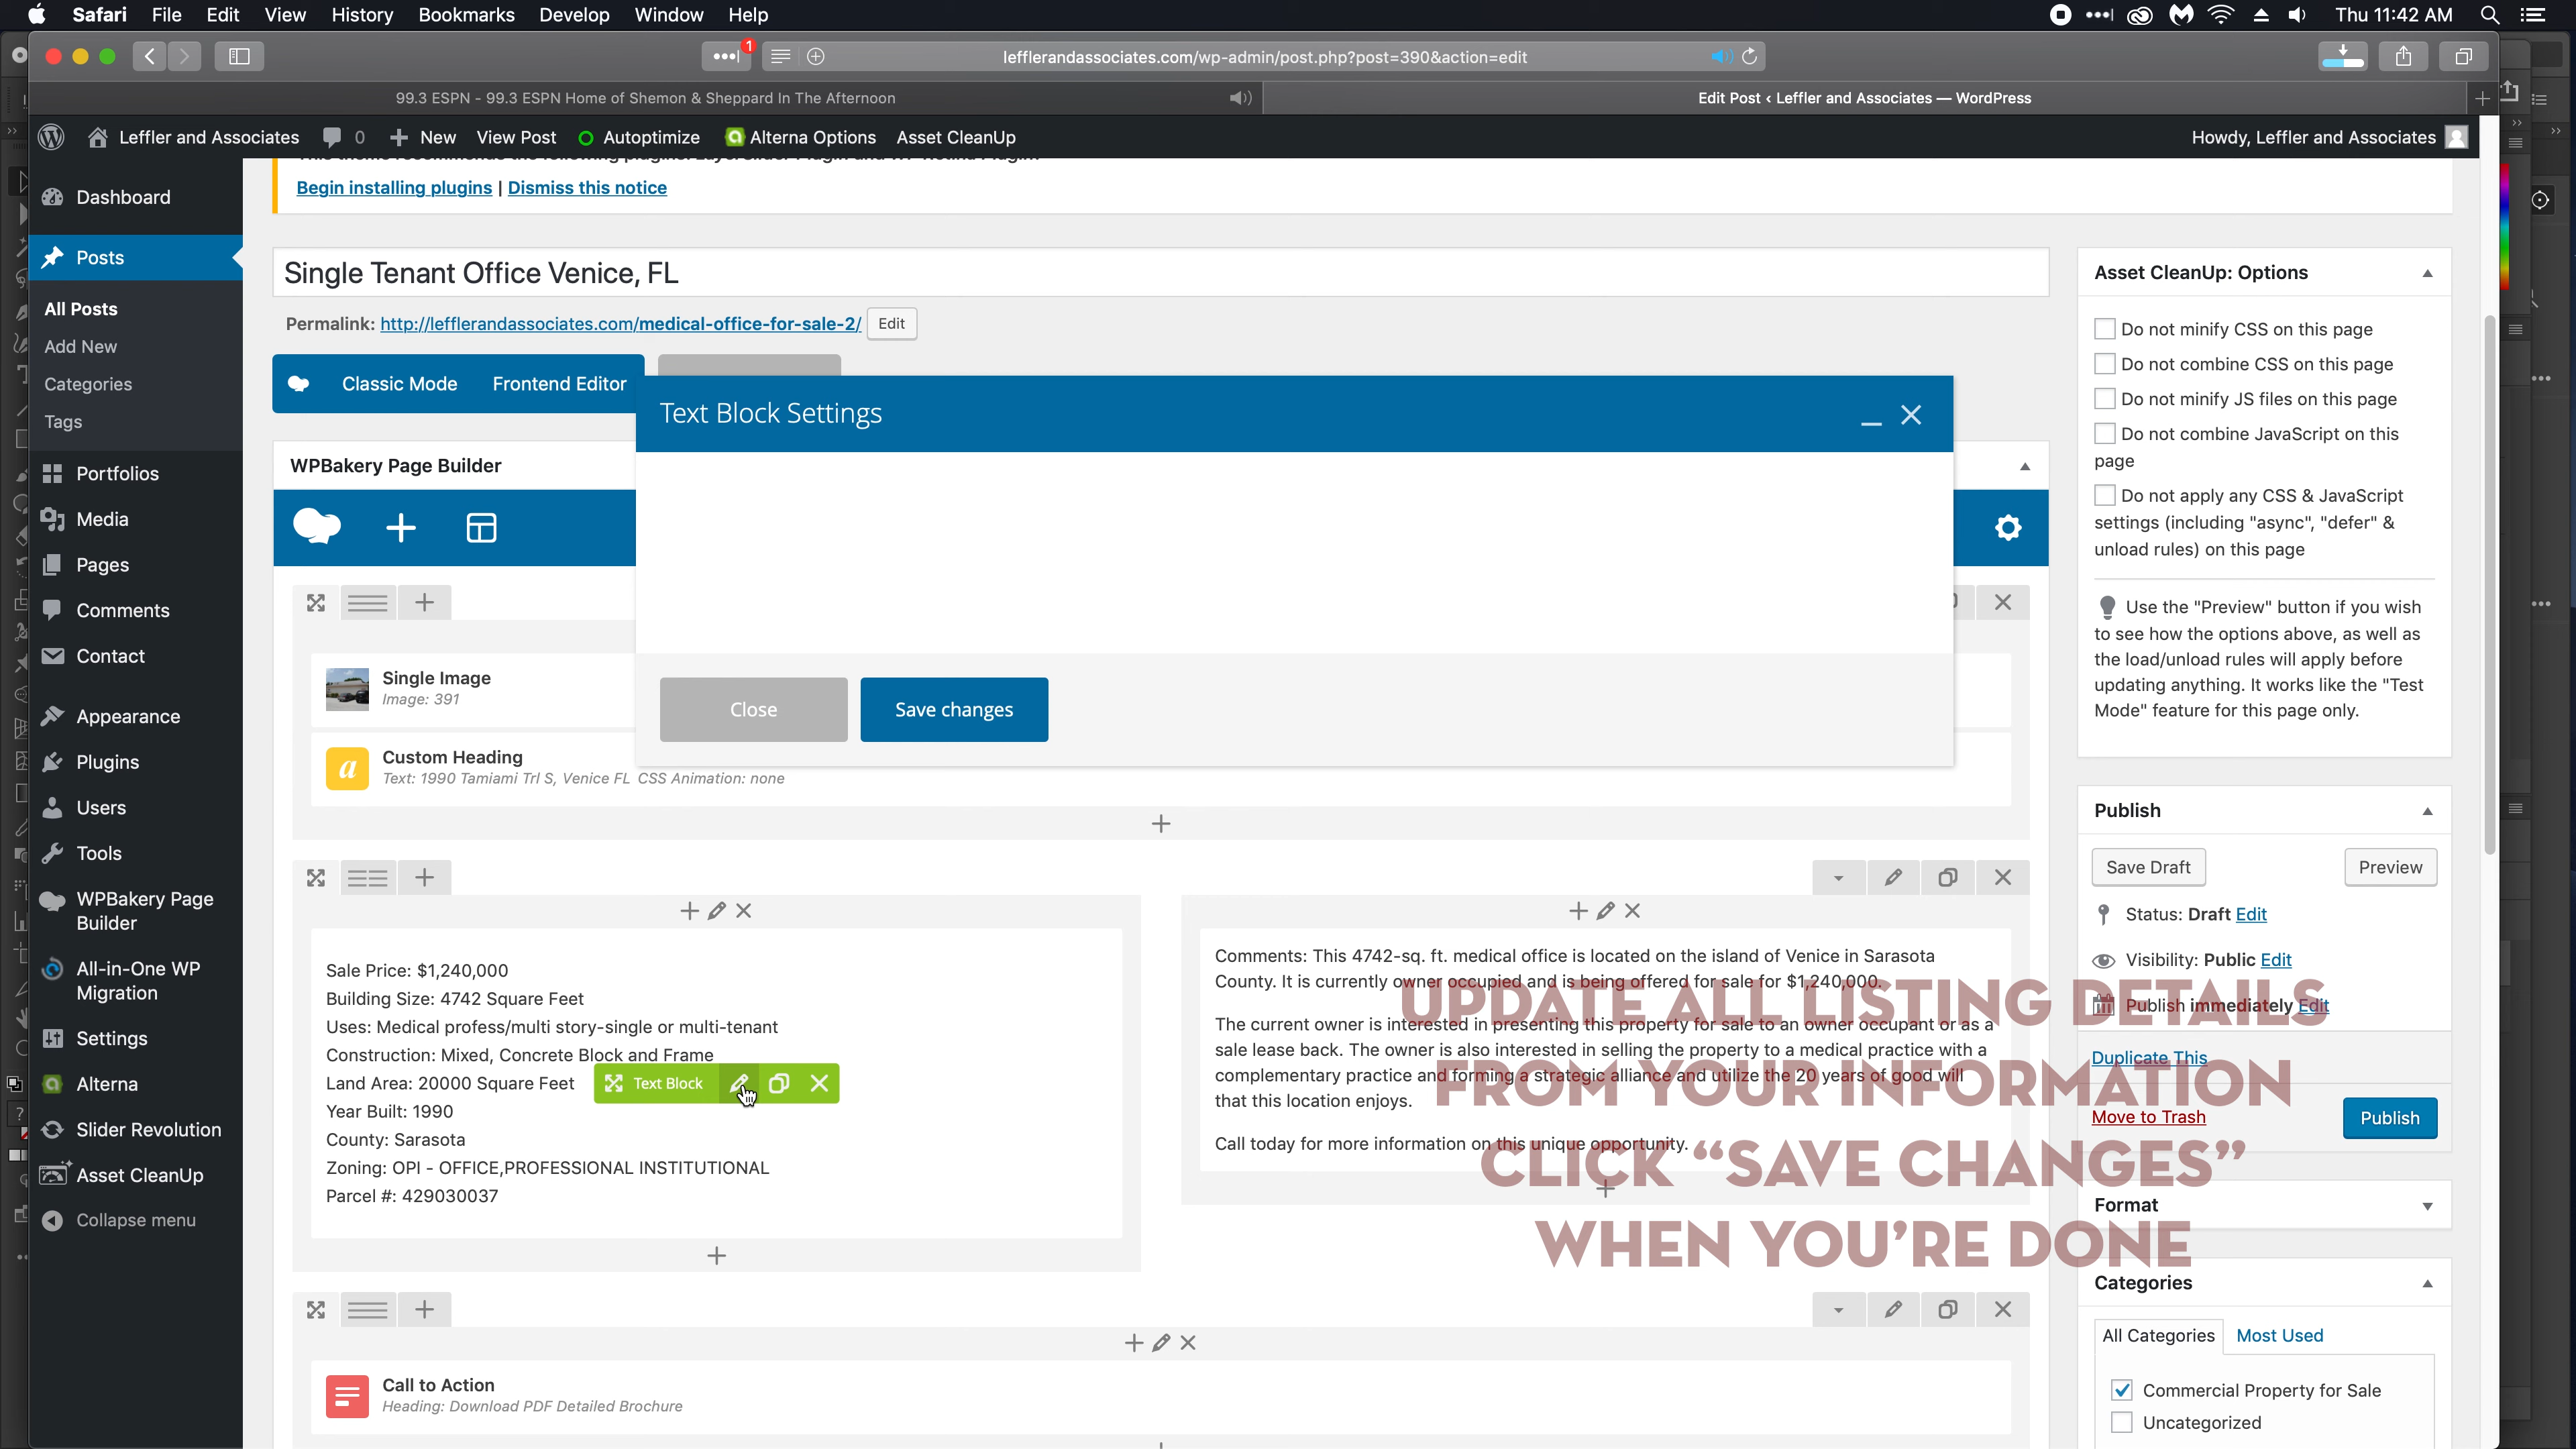 Safari File Edit View History Bookmarks Develop Window Help Thu 11:42 AM
1
lefflerandassociates.com/wp-admin/post.php?post=390&action=edit
99.3 ESPN - 99.3 ESPN Home of Shemon & Sheppard In The Afternoon
Edit Post ‹ Leffler and Associates — WordPress
Leffler and Associates 0 New View Post Autoptimize Alterna Options Asset CleanUp Howdy, Leffler and Associates
Begin installing plugins | Dismiss this notice
Dashboard
Posts
All Posts
Add New
Categories
Tags
Portfolios
Media
Pages
Comments
Contact
Appearance
Plugins
Users
Tools
WPBakery Page
Builder
All-in-One WP
Migration
Settings
Alterna
Slider Revolution
Asset CleanUp
Collapse menu
Single Tenant Office Venice, FL
Permalink: http://lefflerandassociates.com/medical-office-for-sale-2/ Edit
Classic Mode Frontend Editor
Text Block Settings
WPBakery Page Builder
Single Image
Image: 391
Close Save changes
Custom Heading
Text: 1990 Tamiami Trl S, Venice FL CSS Animation: none
Sale Price: $1,240,000
Building Size: 4742 Square Feet
Uses: Medical profess/multi story-single or multi-tenant
Construction: Mixed, Concrete Block and Frame
Land Area: 20000 Square Feet
Text Block
Year Built: 1990
County: Sarasota
Zoning: OPI - OFFICE,PROFESSIONAL INSTITUTIONAL
Parcel #: 429030037
Comments: This 4742-sq. ft. medical office is located on the island of Venice in Sarasota
County. It is currently owner occupied and is being offered for sale for $1,240,000.
The current owner is interested in presenting this property for sale to an owner occupant or as a
sale lease back. The owner is also interested in selling the property to a medical practice with a
complementary practice and forming a strategic alliance and utilize the 20 years of good will
that this location enjoys.
Call today for more information on this unique opportunity.
UPDATE ALL LISTING DETAILS
FROM YOUR INFORMATION
CLICK “SAVE CHANGES”
WHEN YOU’RE DONE
Call to Action
Heading: Download PDF Detailed Brochure
Asset CleanUp: Options
Do not minify CSS on this page
Do not combine CSS on this page
Do not minify JS files on this page
Do not combine JavaScript on this
page
Do not apply any CSS & JavaScript
settings (including "async", "defer" &
unload rules) on this page
Use the "Preview" button if you wish
to see how the options above, as well as
the load/unload rules will apply before
updating anything. It works like the "Test
Mode" feature for this page only.
Publish
Save Draft Preview
Status: Draft Edit
Visibility: Public Edit
Publish immediately Edit
Duplicate This
Move to Trash Publish
Format
Categories
All Categories Most Used
Commercial Property for Sale
Uncategorized